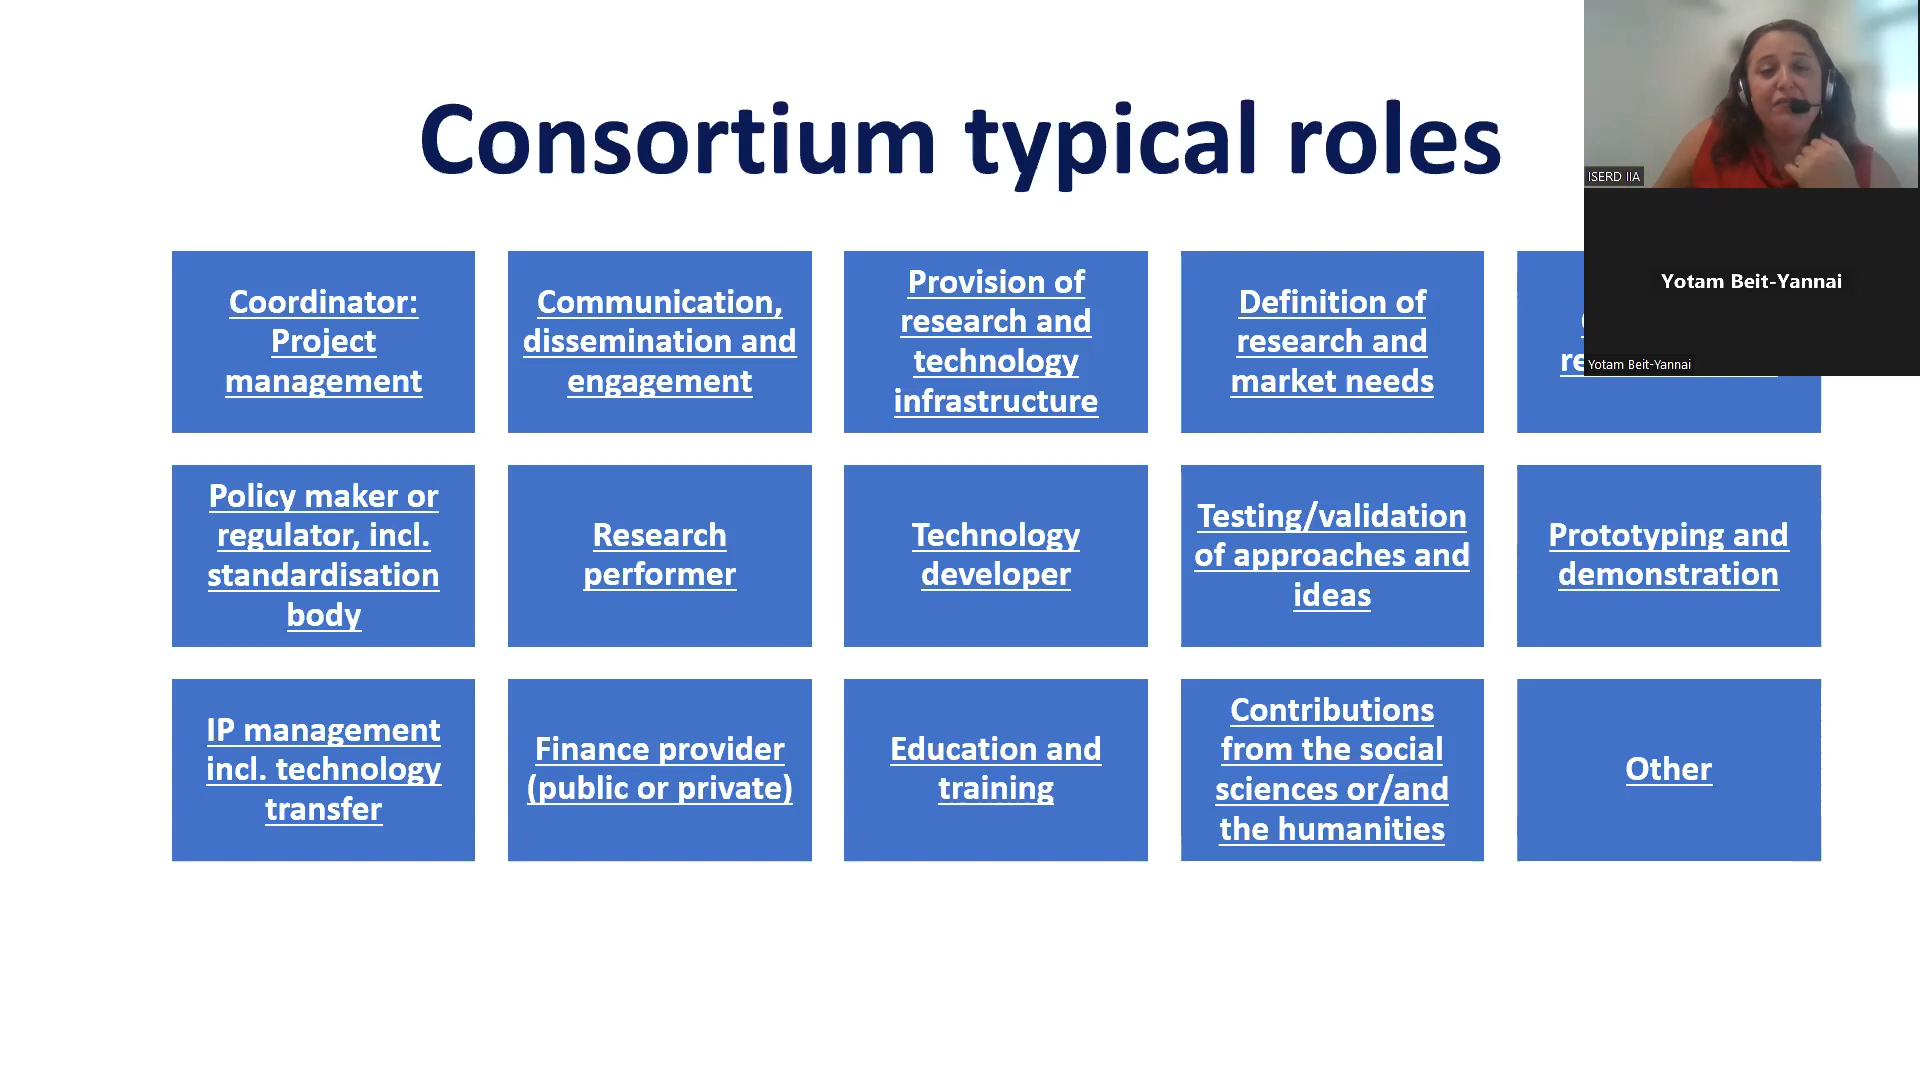 Consortium typical roles
ISERD IIA
Yotam Beit-Yannai
Yotam Beit-Yannai
Coordinator:
Project
management
Communication,
dissemination and
engagement
Provision of
research and
technology
infrastructure
Definition of
research and
market needs
Policy maker or
regulator, incl.
standardisation
body
Research
performer
Technology
developer
Testing/validation
of approaches and
ideas
Prototyping and
demonstration
IP management
incl. technology
transfer
Finance provider
(public or private)
Education and
training
Contributions
from the social
sciences or/and
the humanities
Other